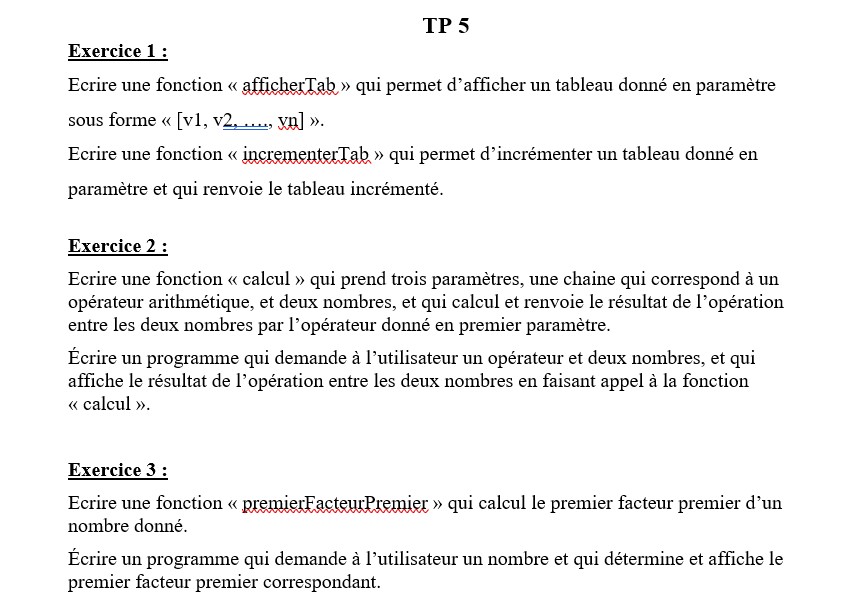 TP 5
Exercice 1 :
Ecrire une fonction « afficherTab » qui permet d’afficher un tableau donné en paramètre
sous forme « [v1, v2, …., vn] ».
Ecrire une fonction « incrementerTab » qui permet d’incrémenter un tableau donné en
paramètre et qui renvoie le tableau incrémenté.
Exercice 2 :
Ecrire une fonction « calcul » qui prend trois paramètres, une chaine qui correspond à un
opérateur arithmétique, et deux nombres, et qui calcul et renvoie le résultat de l’opération
entre les deux nombres par l’opérateur donné en premier paramètre.
Écrire un programme qui demande à l’utilisateur un opérateur et deux nombres, et qui
affiche le résultat de l’opération entre les deux nombres en faisant appel à la fonction
« calcul ».
Exercice 3 :
Ecrire une fonction « premierFacteurPremier » qui calcul le premier facteur premier d’un
nombre donné.
Écrire un programme qui demande à l’utilisateur un nombre et qui détermine et affiche le
premier facteur premier correspondant.